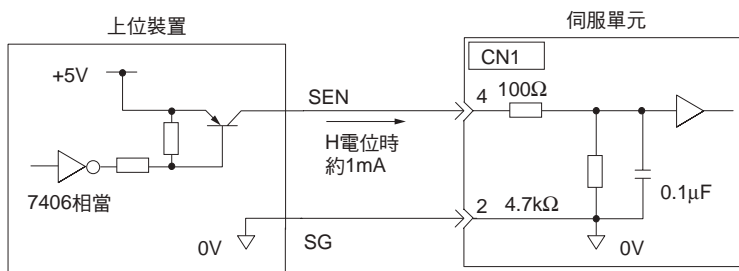 上位裝置
伺服單元
CN1
+5V
SEN
4
100Ω
H電位時
約1mA
7406相當
0.1µF
2
4.7kΩ
0V
SG
0V